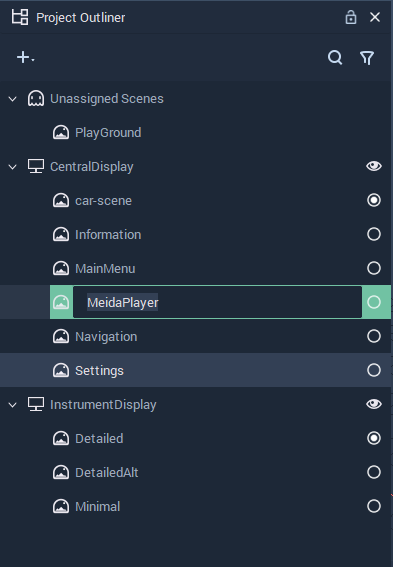 Project Outliner
Unassigned Scenes
PlayGround
CentralDisplay
car-scene
Information
MainMenu
MeidaPlayer
Navigation
Settings
InstrumentDisplay
Detailed
DetailedAlt
Minimal